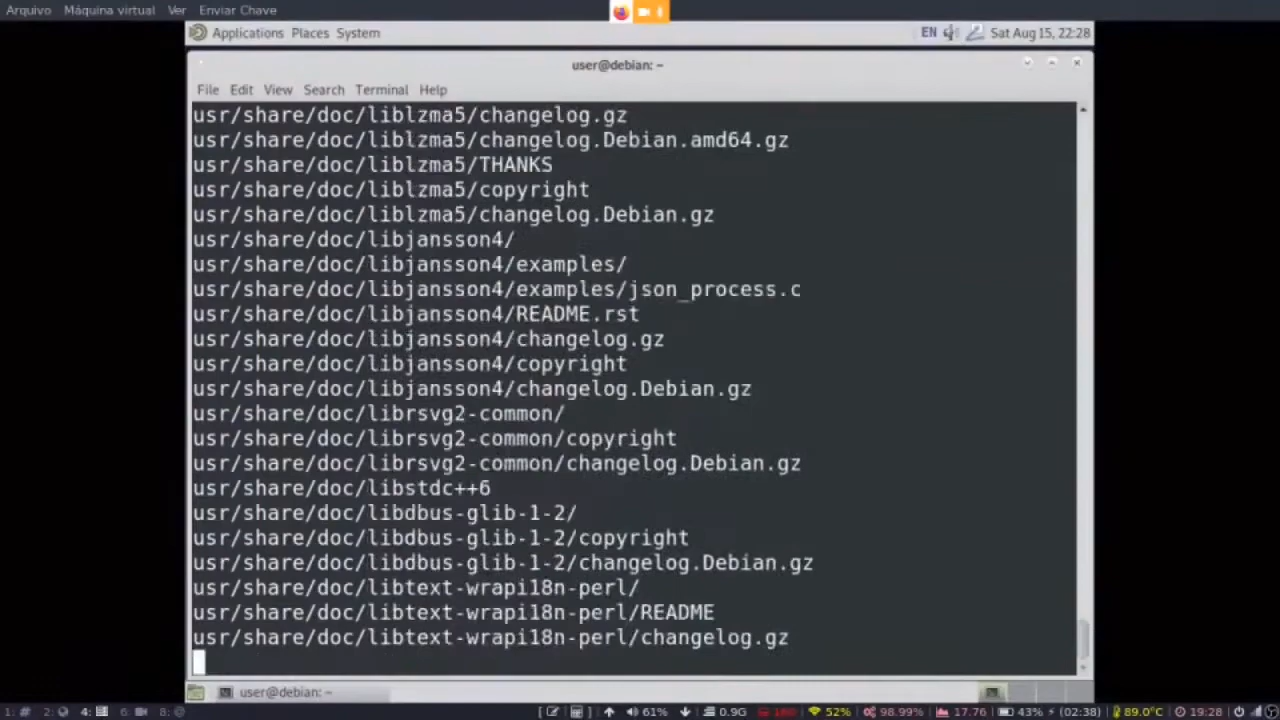 Arquivo Máquina virtual Ver Enviar Chave
Applications Places System EN Sat Aug 15, 22:28
user@debian: ~
File Edit View Search Terminal Help
usr/share/doc/liblzma5/changelog.gz
usr/share/doc/liblzma5/changelog.Debian.amd64.gz
usr/share/doc/liblzma5/THANKS
usr/share/doc/liblzma5/copyright
usr/share/doc/liblzma5/changelog.Debian.gz
usr/share/doc/libjansson4/
usr/share/doc/libjansson4/examples/
usr/share/doc/libjansson4/examples/json_process.c
usr/share/doc/libjansson4/README.rst
usr/share/doc/libjansson4/changelog.gz
usr/share/doc/libjansson4/copyright
usr/share/doc/libjansson4/changelog.Debian.gz
usr/share/doc/librsvg2-common/
usr/share/doc/librsvg2-common/copyright
usr/share/doc/librsvg2-common/changelog.Debian.gz
usr/share/doc/libstdc++6
usr/share/doc/libdbus-glib-1-2/
usr/share/doc/libdbus-glib-1-2/copyright
usr/share/doc/libdbus-glib-1-2/changelog.Debian.gz
usr/share/doc/libtext-wrapi18n-perl/
usr/share/doc/libtext-wrapi18n-perl/README
usr/share/doc/libtext-wrapi18n-perl/changelog.gz
user@debian: ~
1: 2: 4: 6: 8: [ | 61% 0.9G 52% 98.99% 17.76 43% (02:38) 89.0°C 19:28